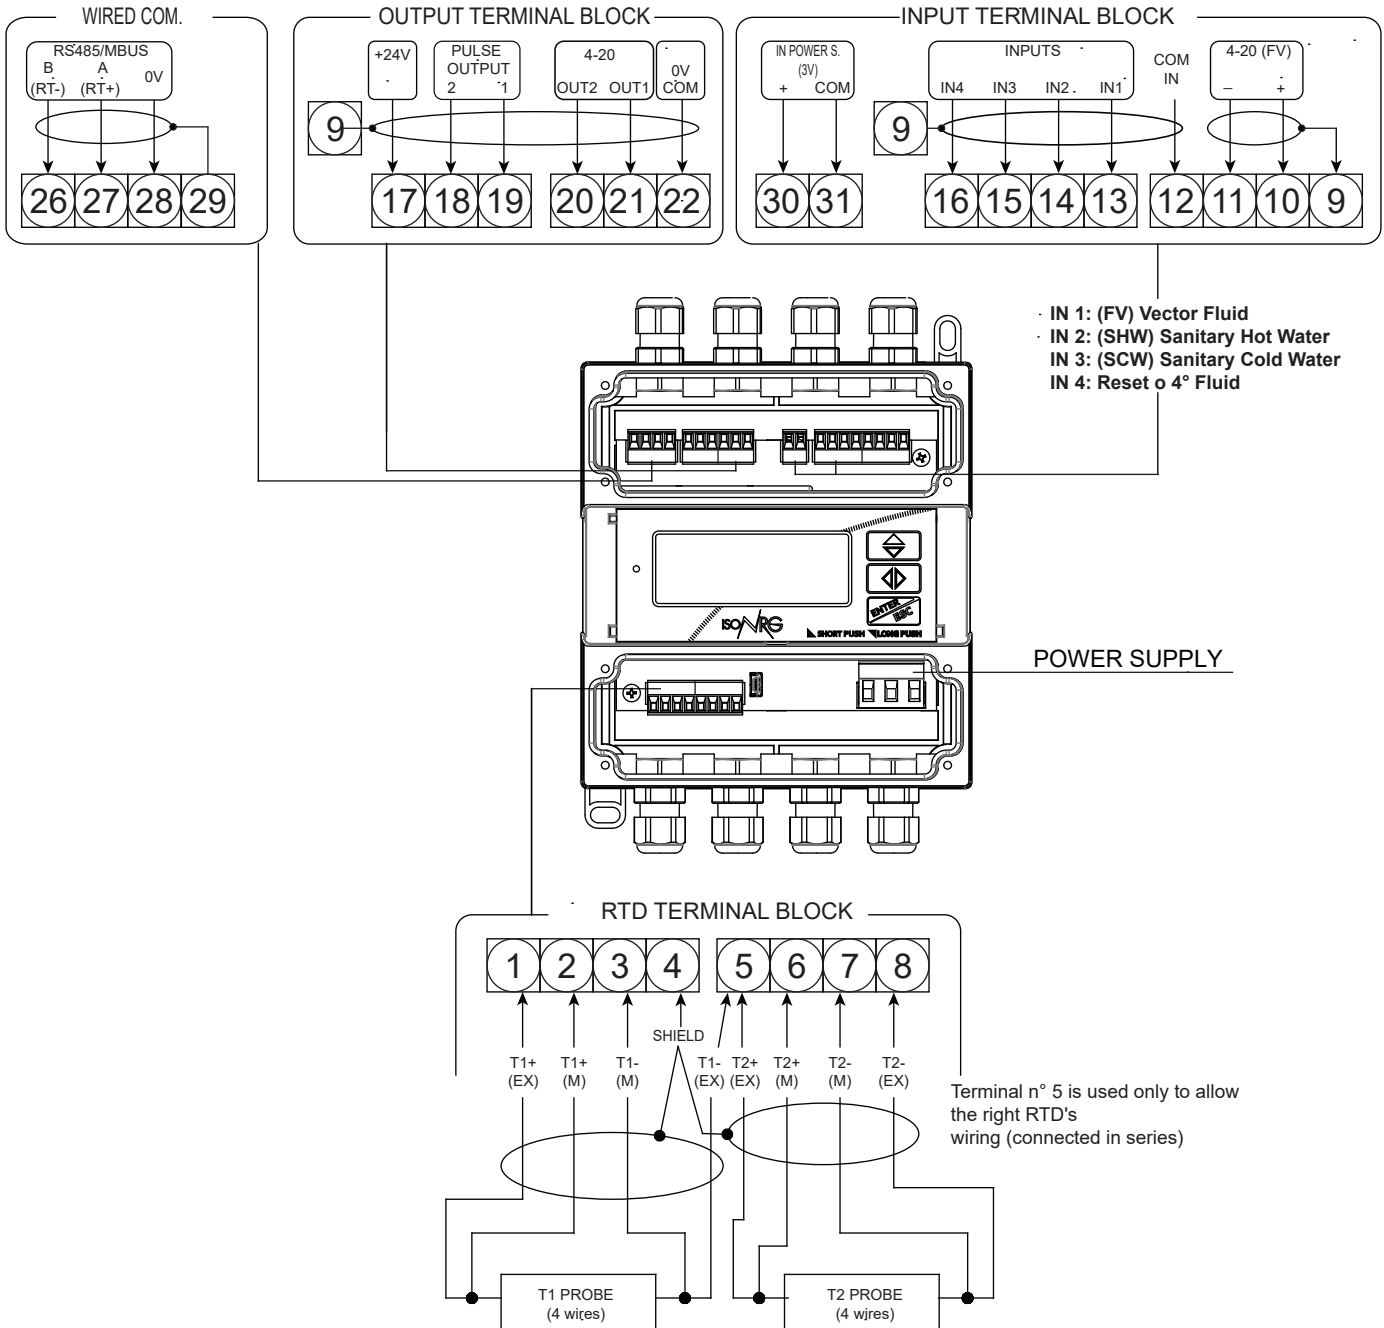 WIRED COM.
RS485/MBUS
B A 0V
(RT-) (RT+)
26 27 28 29
OUTPUT TERMINAL BLOCK
+24V
PULSE
OUTPUT
2 1
4-20
OUT2 OUT1
0V
COM
9
17 18 19 20 21 22
INPUT TERMINAL BLOCK
IN POWER S.
(3V)
+ COM
INPUTS
IN4 IN3 IN2 IN1
COM
IN
4-20 (FV)
– +
9
30 31 16 15 14 13 12 11 10 9
IN 1: (FV) Vector Fluid
IN 2: (SHW) Sanitary Hot Water
IN 3: (SCW) Sanitary Cold Water
IN 4: Reset o 4° Fluid
ENTER
ESC
ISONRG
SHORT PUSH LONG PUSH
POWER SUPPLY
RTD TERMINAL BLOCK
1 2 3 4 5 6 7 8
SHIELD
T1+ T1+ T1- T1- T2+ T2+ T2- T2-
(EX) (M) (M) (EX) (EX) (M) (M) (EX)
Terminal n° 5 is used only to allow
the right RTD's
wiring (connected in series)
T1 PROBE
(4 wires)
T2 PROBE
(4 wires)